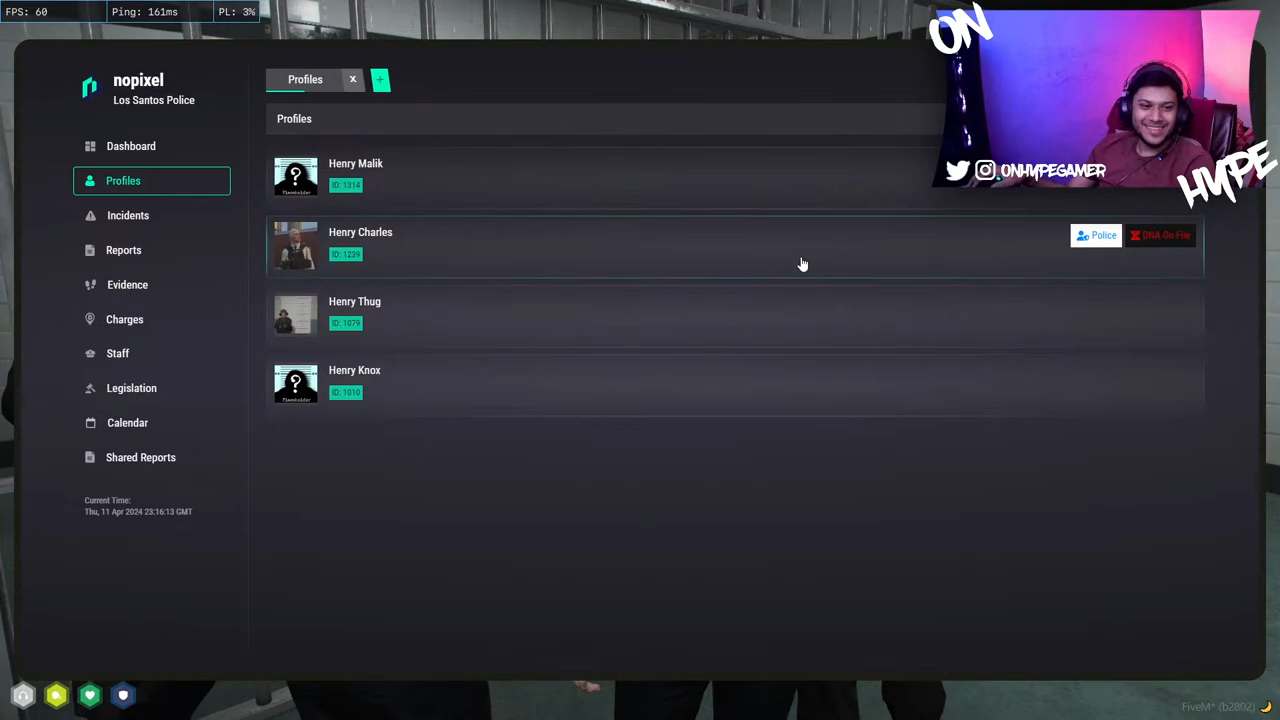 FPS: 60 Ping: 161ms PL: 3%
ON
HYPE
ONHYPEGAMER
nopixel
Los Santos Police
Dashboard
Profiles
Incidents
Reports
Evidence
Charges
Staff
Legislation
Calendar
Shared Reports
Current Time:
Thu, 11 Apr 2024 23:16:13 GMT
Profiles x +
Profiles
Henry Malik
ID: 1314
Henry Charles
ID: 1239
Police DNA Go File
Henry Thug
ID: 1079
Henry Knox
ID: 1010
? Placeholder
? Placeholder
FiveM* (b2802)